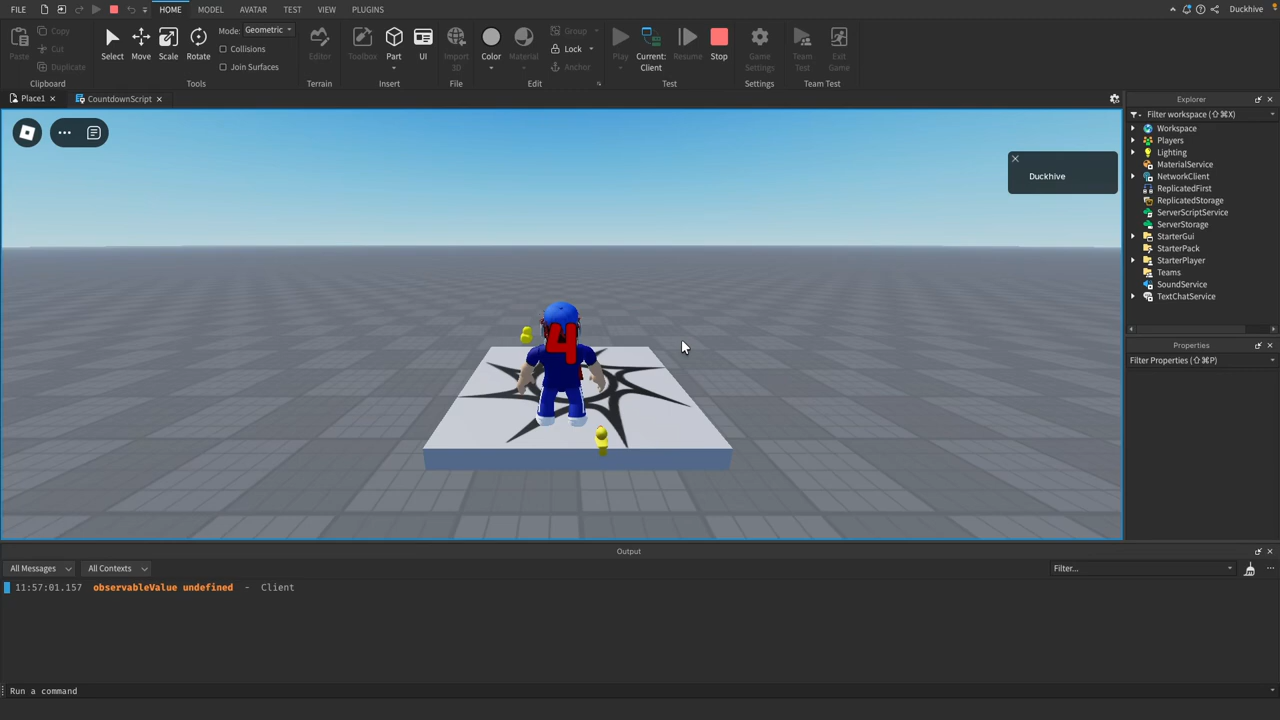 FILE
HOME
MODEL
AVATAR
TEST
VIEW
PLUGINS
Duckhive
Paste
Copy
Cut
Duplicate
Clipboard
Select
Move
Scale
Rotate
Mode: Geometric
Collisions
Join Surfaces
Tools
Editor
Terrain
Toolbox
Part
UI
Insert
Import
3D
File
Color
Material
Group
Lock
Anchor
Edit
Play
Current:
Client
Resume
Stop
Test
Game
Settings
Settings
Team
Test
Exit
Game
Team Test
Place1
CountdownScript
Duckhive
4
Explorer
Filter workspace (⇧⌘X)
Workspace
Players
Lighting
MaterialService
NetworkClient
ReplicatedFirst
ReplicatedStorage
ServerScriptService
ServerStorage
StarterGui
StarterPack
StarterPlayer
Teams
SoundService
TextChatService
Properties
Filter Properties (⇧⌘P)
Output
All Messages
All Contexts
Filter...
11:57:01.157 observableValue undefined - Client
Run a command